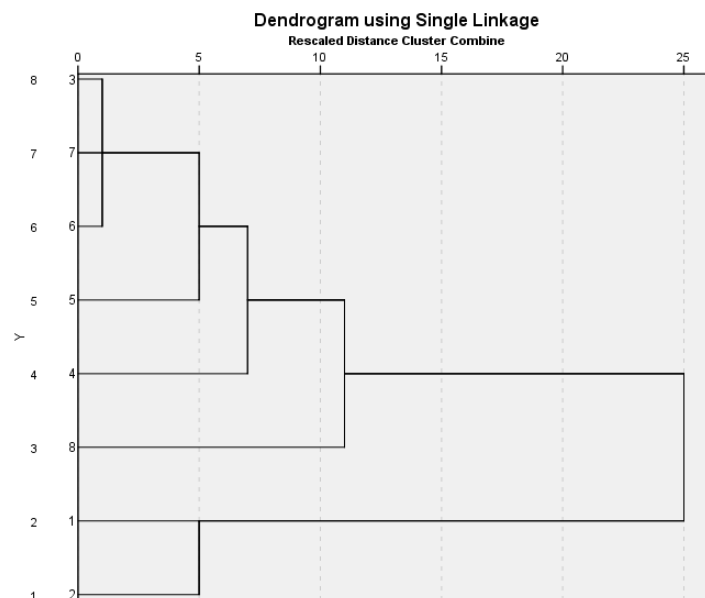 Dendrogram using Single Linkage
Rescaled Distance Cluster Combine
0 5 10 15 20 25
8 3
7 7
6 6
5 5
Y
4 4
3 8
2 1
1 2